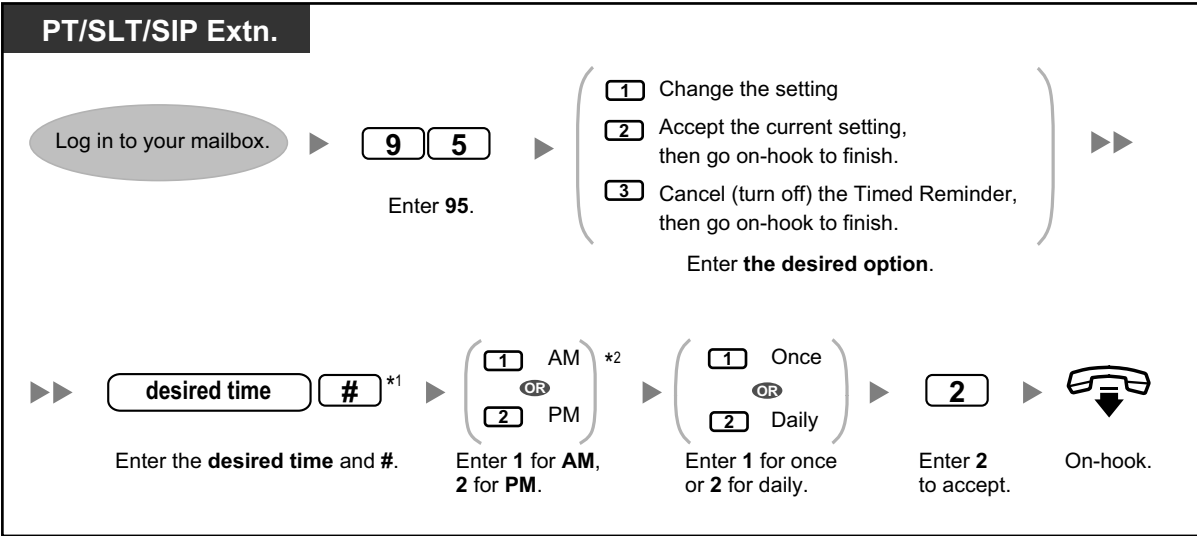 PT/SLT/SIP Extn.
Log in to your mailbox.
9 5
Enter 95.
1 Change the setting
2 Accept the current setting,
then go on-hook to finish.
3 Cancel (turn off) the Timed Reminder,
then go on-hook to finish.
Enter the desired option.
desired time # *1
Enter the desired time and #.
1 AM *2
OR
2 PM
Enter 1 for AM,
2 for PM.
1 Once
OR
2 Daily
Enter 1 for once
or 2 for daily.
2
Enter 2
to accept.
On-hook.